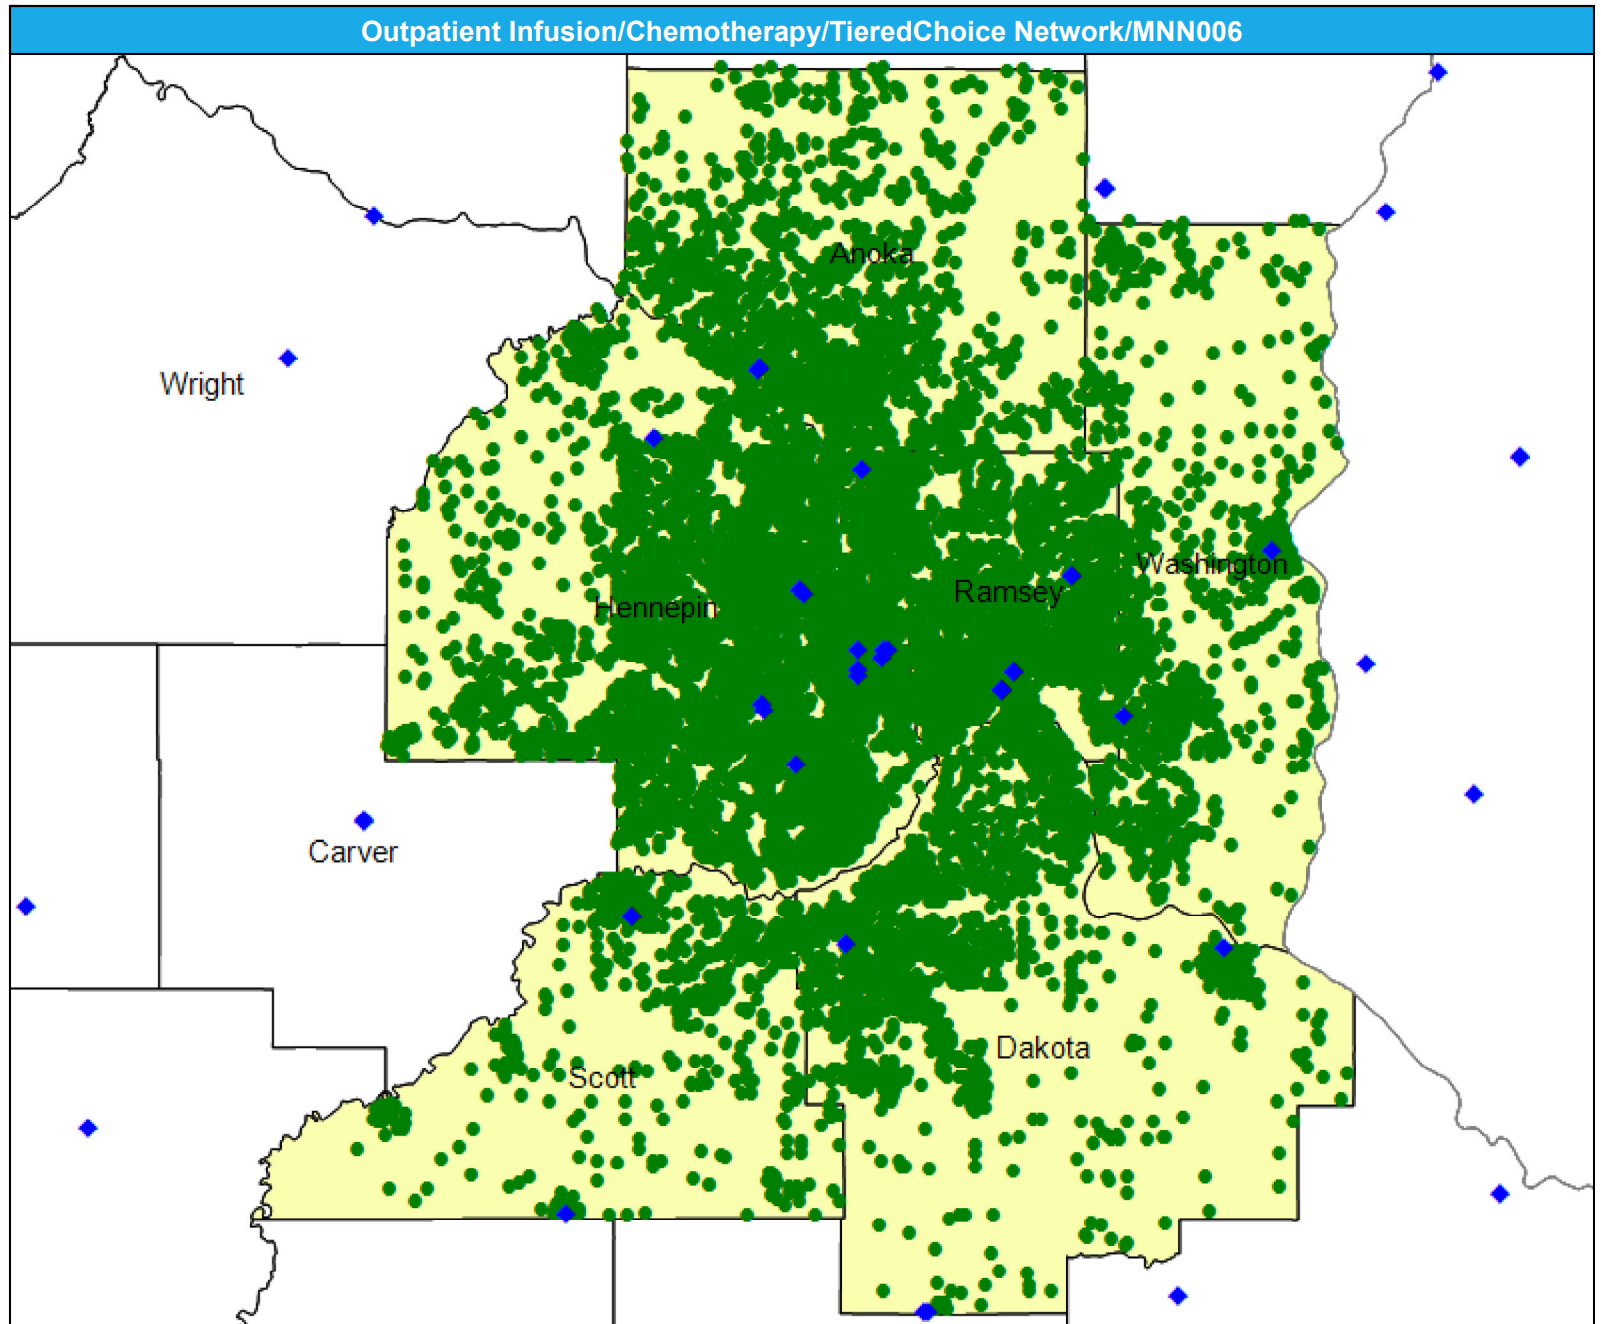 Outpatient Infusion/Chemotherapy/TieredChoice Network/MNN006
Anoka
Wright
Washington
Ramsey
Hennepin
Carver
Dakota
Scott